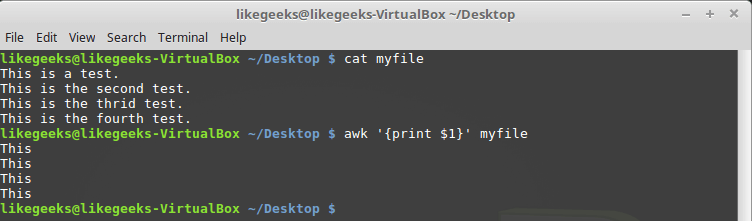 likegeeks@likegeeks-VirtualBox ~/Desktop
File Edit View Search Terminal Help
likegeeks@likegeeks-VirtualBox ~/Desktop $ cat myfile
This is a test.
This is the second test.
This is the thrid test.
This is the fourth test.
likegeeks@likegeeks-VirtualBox ~/Desktop $ awk '{print $1}' myfile
This
This
This
This
likegeeks@likegeeks-VirtualBox ~/Desktop $